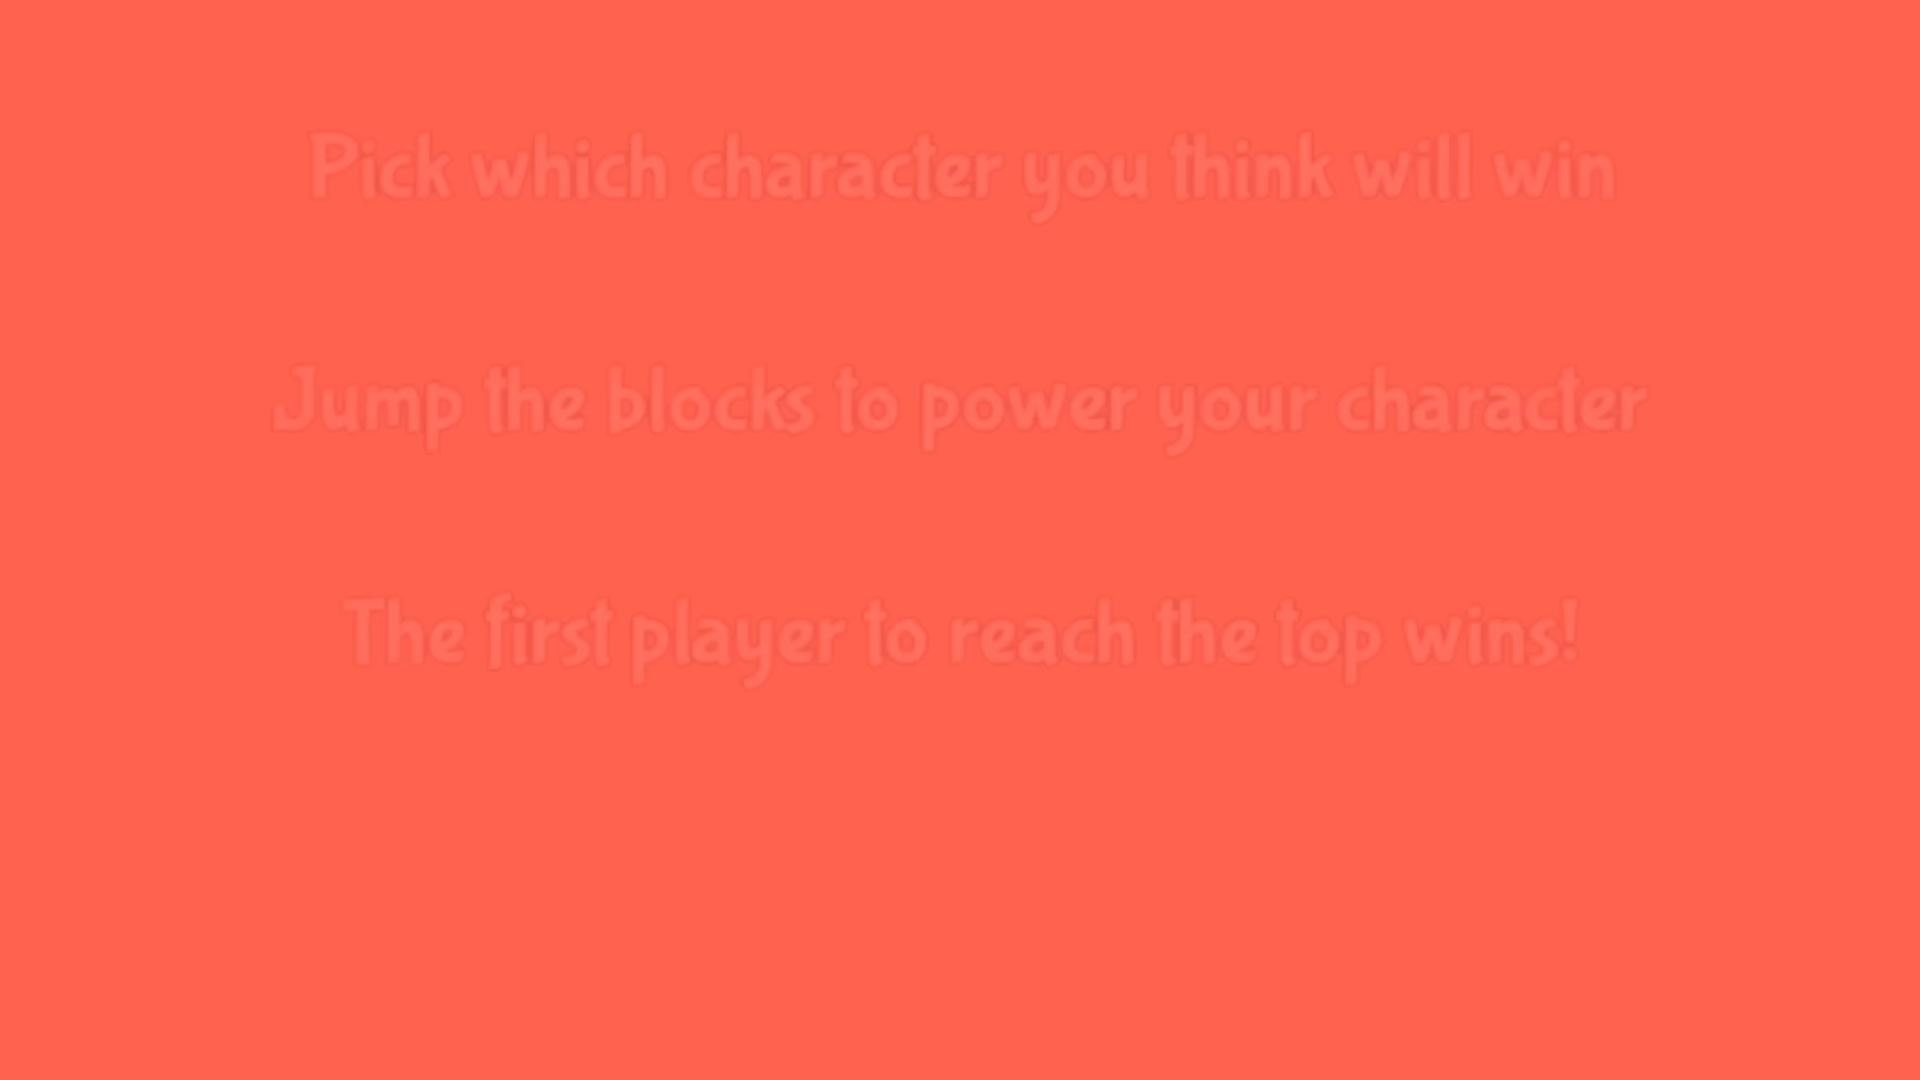 Pick which character you think will win
Jump the blocks to power your character
The first player to reach the top wins!